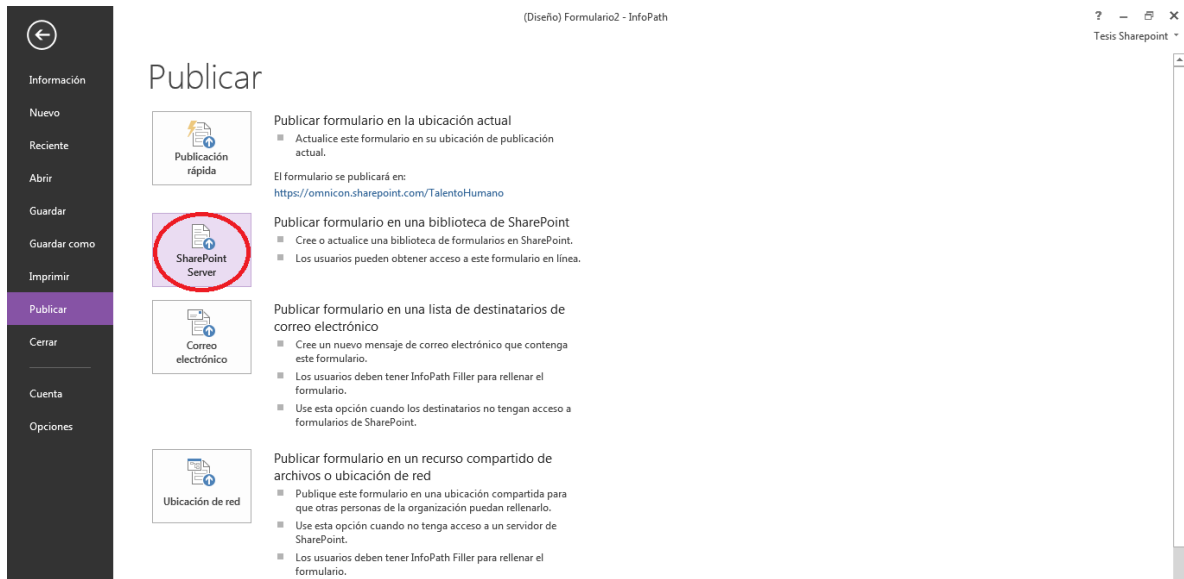 (Diseño) Formulario2 - InfoPath
?
Tesis Sharepoint
Información
Nuevo
Reciente
Abrir
Guardar
Guardar como
Imprimir
Publicar
Cerrar
Cuenta
Opciones
Publicar
Publicación
rápida
Publicar formulario en la ubicación actual
Actualice este formulario en su ubicación de publicación
actual.
El formulario se publicará en:
https://omnicon.sharepoint.com/TalentoHumano
SharePoint
Server
Publicar formulario en una biblioteca de SharePoint
Cree o actualice una biblioteca de formularios en SharePoint.
Los usuarios pueden obtener acceso a este formulario en línea.
Correo
electrónico
Publicar formulario en una lista de destinatarios de
correo electrónico
Cree un nuevo mensaje de correo electrónico que contenga
este formulario.
Los usuarios deben tener InfoPath Filler para rellenar el
formulario.
Use esta opción cuando los destinatarios no tengan acceso a
formularios de SharePoint.
Ubicación de red
Publicar formulario en un recurso compartido de
archivos o ubicación de red
Publique este formulario en una ubicación compartida para
que otras personas de la organización puedan rellenarlo.
Use esta opción cuando no tenga acceso a un servidor de
SharePoint.
Los usuarios deben tener InfoPath Filler para rellenar el
formulario.